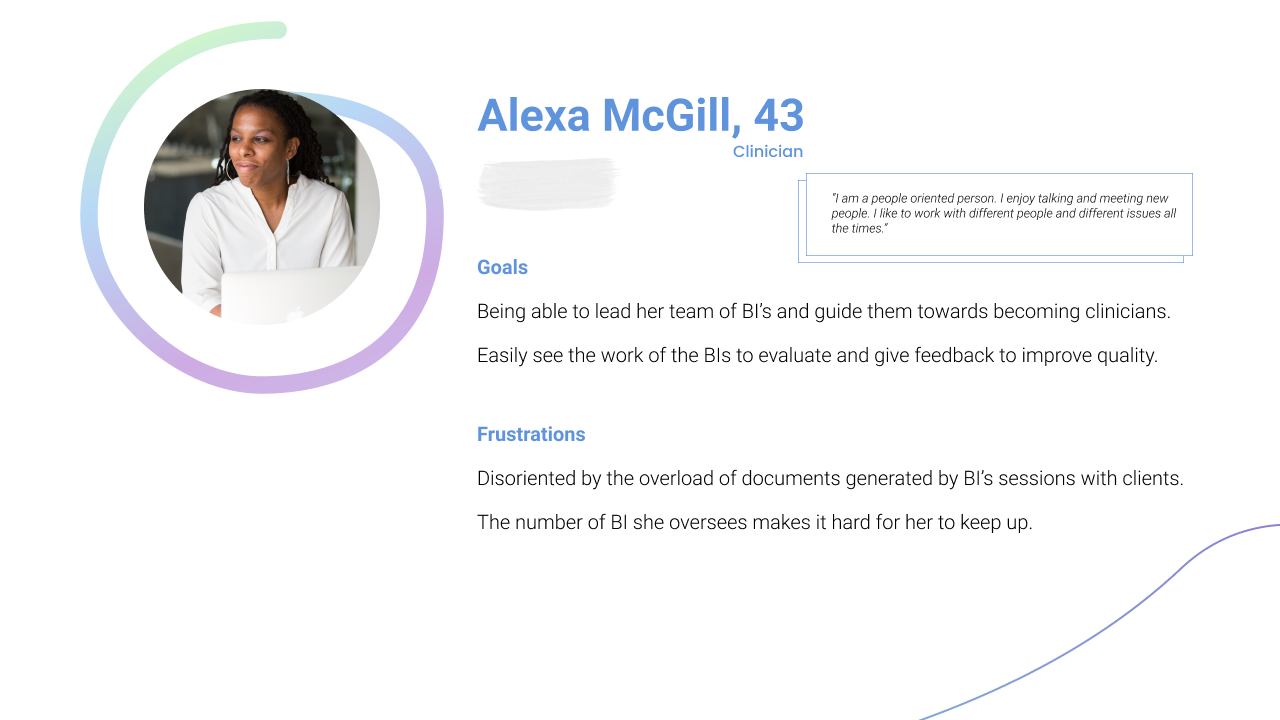 Alexa McGill, 43
Clinician
“I am a people oriented person. I enjoy talking and meeting new
people. I like to work with different people and different issues all
the times.”
Goals
Being able to lead her team of BI’s and guide them towards becoming clinicians.
Easily see the work of the BIs to evaluate and give feedback to improve quality.
Frustrations
Disoriented by the overload of documents generated by BI’s sessions with clients.
The number of BI she oversees makes it hard for her to keep up.